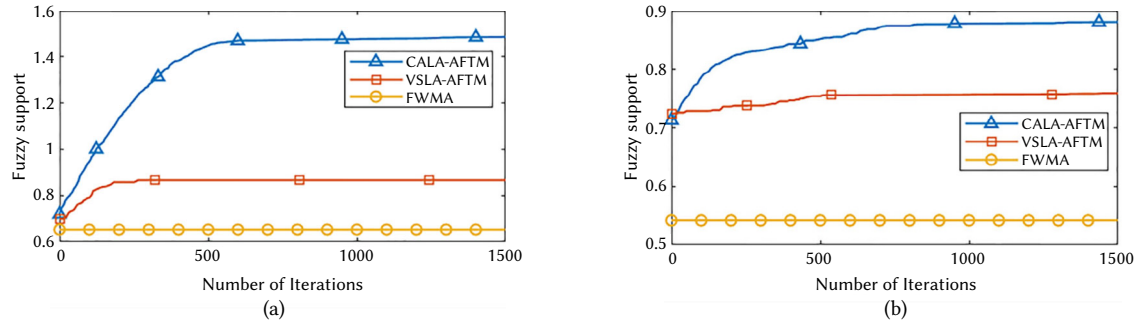 1.6
1.4
1.2
1
0.8
0.6
Fuzzy support
CALA-AFTM
VSLA-AFTM
FWMA
0 500 1000 1500
Number of Iterations
(a)
0.9
0.8
0.7
0.6
0.5
Fuzzy support
CALA-AFTM
VSLA-AFTM
FWMA
0 500 1000 1500
Number of Iterations
(b)